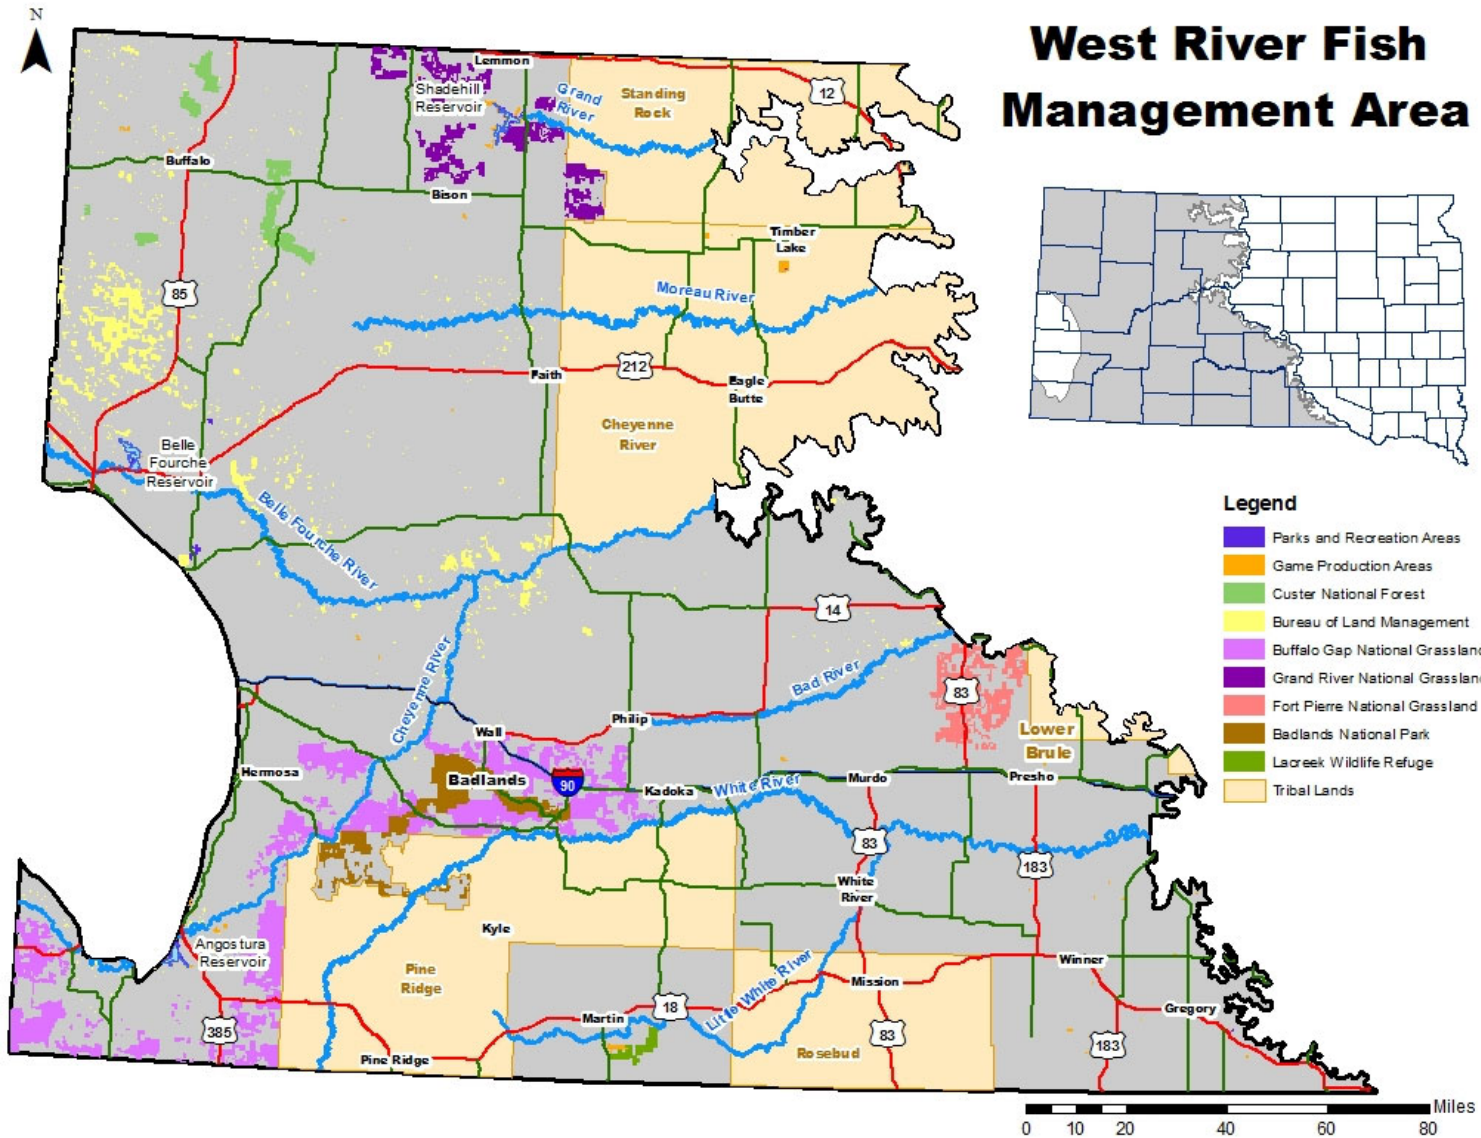 N
West River Fish
Management Area
Lemmon
Shadehill
Reservoir
Grand
River
Standing
Rock
12
Buffalo
Bison
Timber
Lake
85
Moreau River
212
Faith
Eagle
Butte
Cheyenne
River
Belle
Fourche
Reservoir
Belle Fourche River
14
Cheyenne River
Bad River
83
Philip
Wall
Lower
Brule
Hermosa
Badlands
90
Kadoka
White River
Murdo
Presho
83
183
White
River
Kyle
Angostura
Reservoir
Pine
Ridge
Little White River
Mission
Winner
18
Martin
Gregory
385
Pine Ridge
Rosebud
83
183
Legend
Parks and Recreation Areas
Game Production Areas
Custer National Forest
Bureau of Land Management
Buffalo Gap National Grassland
Grand River National Grassland
Fort Pierre National Grassland
Badlands National Park
Lacreek Wildlife Refuge
Tribal Lands
Miles
0 10 20 40 60 80